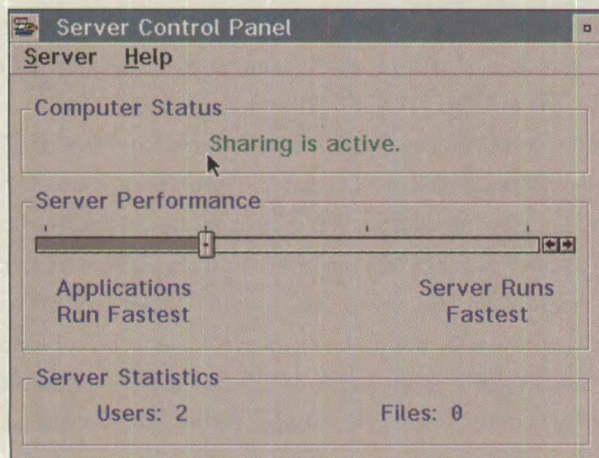 Server Control Panel
Server Help
Computer Status
Sharing is active.
Server Performance
Applications Server Runs
Run Fastest Fastest
Server Statistics
Users: 2 Files: 0